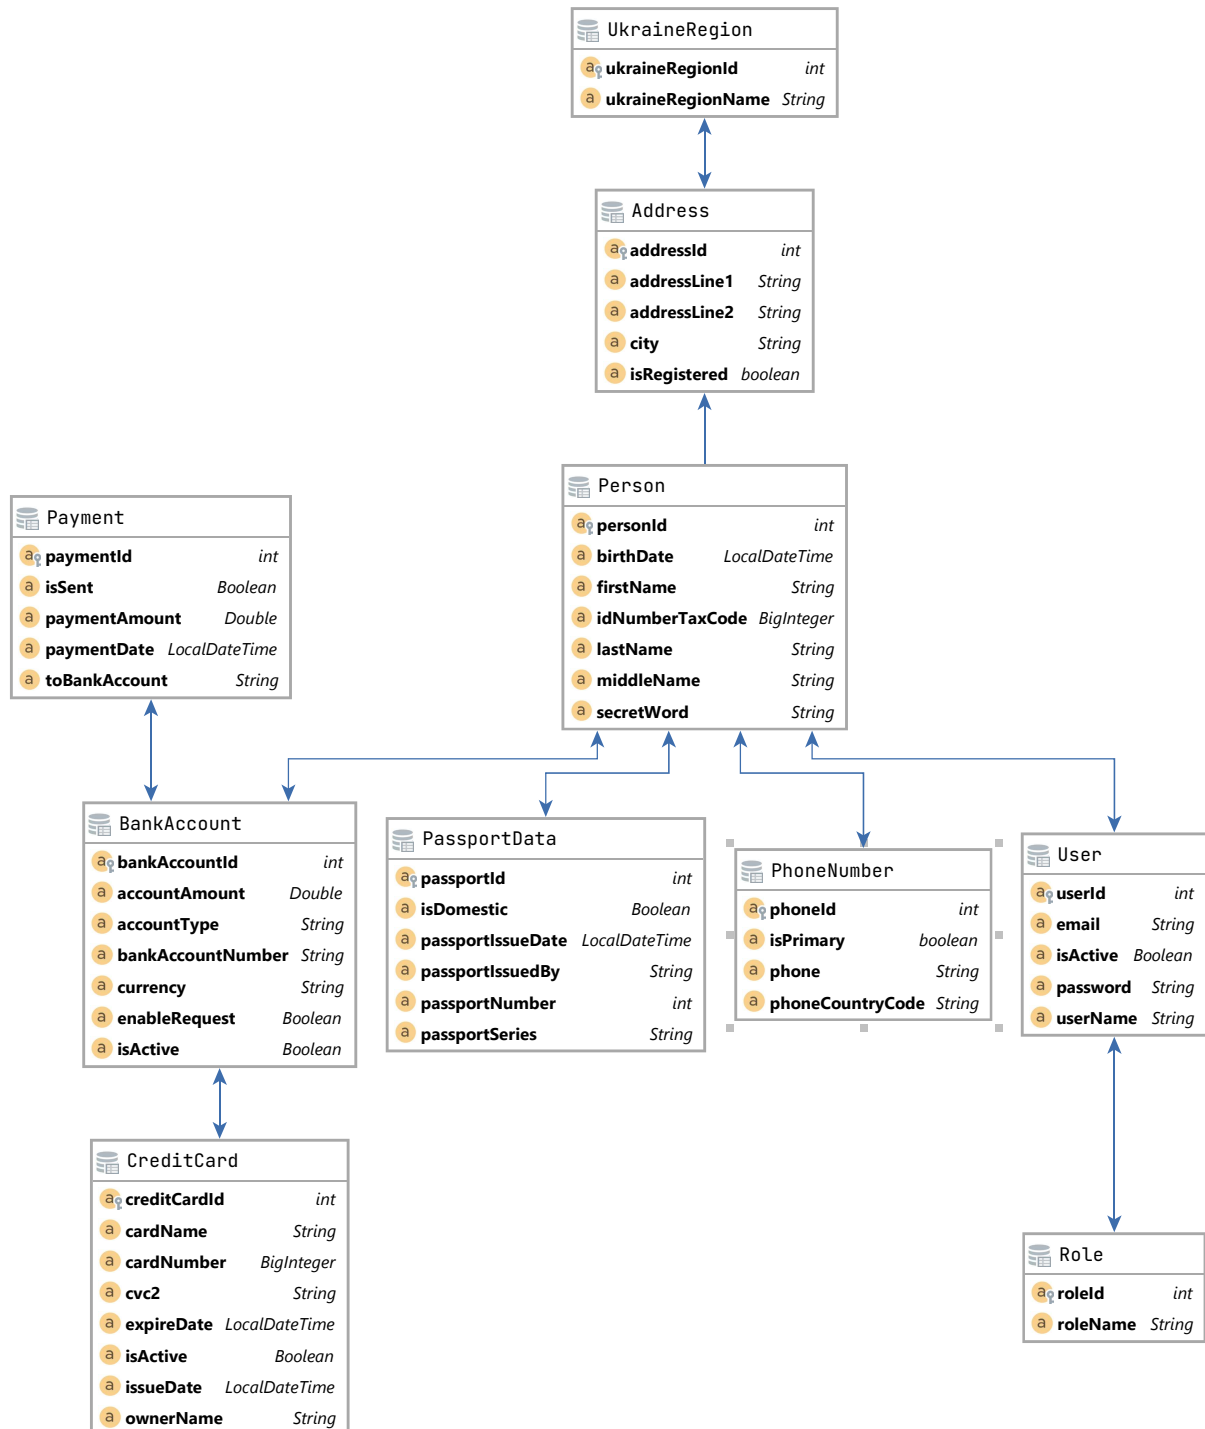 UkraineRegion
ukraineRegionId int
ukraineRegionName String
Address
addressId int
addressLine1 String
addressLine2 String
city String
isRegistered boolean
Person
personId int
birthDate LocalDateTime
firstName String
idNumberTaxCode BigInteger
lastName String
middleName String
secretWord String
Payment
paymentId int
isSent Boolean
paymentAmount Double
paymentDate LocalDateTime
toBankAccount String
BankAccount
bankAccountId int
accountAmount Double
accountType String
bankAccountNumber String
currency String
enableRequest Boolean
isActive Boolean
PassportData
passportId int
isDomestic Boolean
passportIssueDate LocalDateTime
passportIssuedBy String
passportNumber int
passportSeries String
PhoneNumber
phoneId int
isPrimary boolean
phone String
phoneCountryCode String
User
userId int
email String
isActive Boolean
password String
userName String
CreditCard
creditCardId int
cardName String
cardNumber BigInteger
cvc2 String
expireDate LocalDateTime
isActive Boolean
issueDate LocalDateTime
ownerName String
Role
roleId int
roleName String